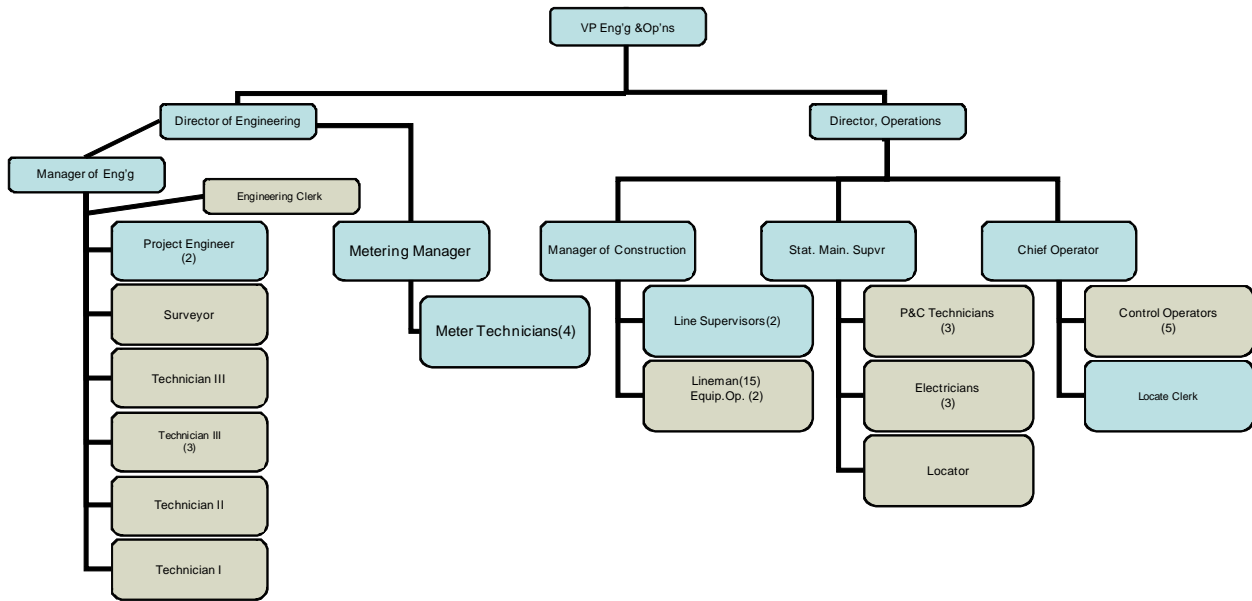 VP Eng'g &Op'ns
Director of Engineering
Director, Operations
Manager of Eng'g
Engineering Clerk
Project Engineer
(2)
Surveyor
Technician III
Technician III
(3)
Technician II
Technician I
Metering Manager
Meter Technicians(4)
Manager of Construction
Line Supervisors(2)
Lineman(15)
Equip.Op. (2)
Stat. Main. Supvr
P&C Technicians
(3)
Electricians
(3)
Locator
Chief Operator
Control Operators
(5)
Locate Clerk